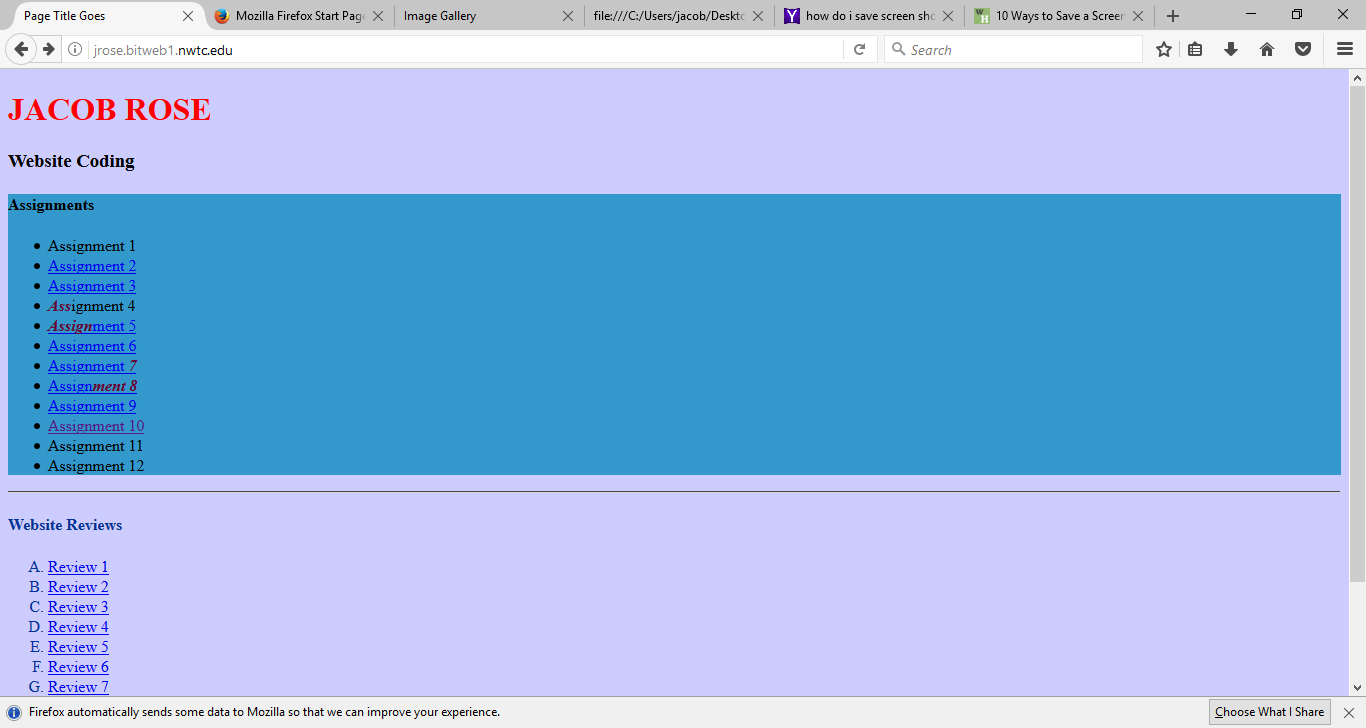 Page Title Goes
Mozilla Firefox Start Page
Image Gallery
file:///C:/Users/jacob/Deskto
how do i save screen sho
10 Ways to Save a Screen
jrose.bitweb1.nwtc.edu
Search
JACOB ROSE
Website Coding
Assignments
Assignment 1
Assignment 2
Assignment 3
Assignment 4
Assignment 5
Assignment 6
Assignment 7
Assignment 8
Assignment 9
Assignment 10
Assignment 11
Assignment 12
Website Reviews
A. Review 1
B. Review 2
C. Review 3
D. Review 4
E. Review 5
F. Review 6
G. Review 7
Firefox automatically sends some data to Mozilla so that we can improve your experience.
Choose What I Share